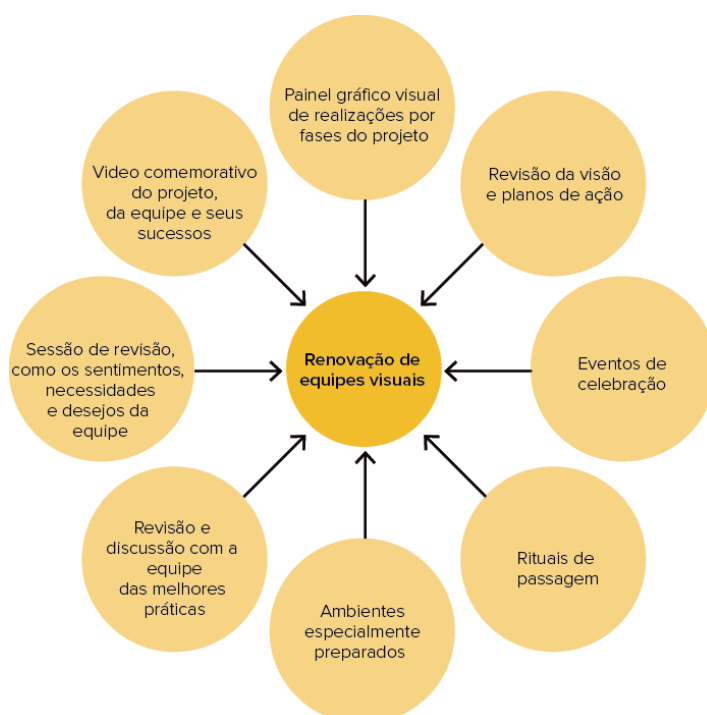 Painel gráfico visual
de realizações por
fases do projeto
Revisão da visão
e planos de ação
Eventos de
celebração
Rituais de
passagem
Ambientes
especialmente
preparados
Revisão e
discussão com a
equipe
das melhores
práticas
Sessão de revisão,
como os sentimentos,
necessidades
e desejos da
equipe
Video comemorativo
do projeto,
da equipe e seus
sucessos
Renovação de
equipes visuais